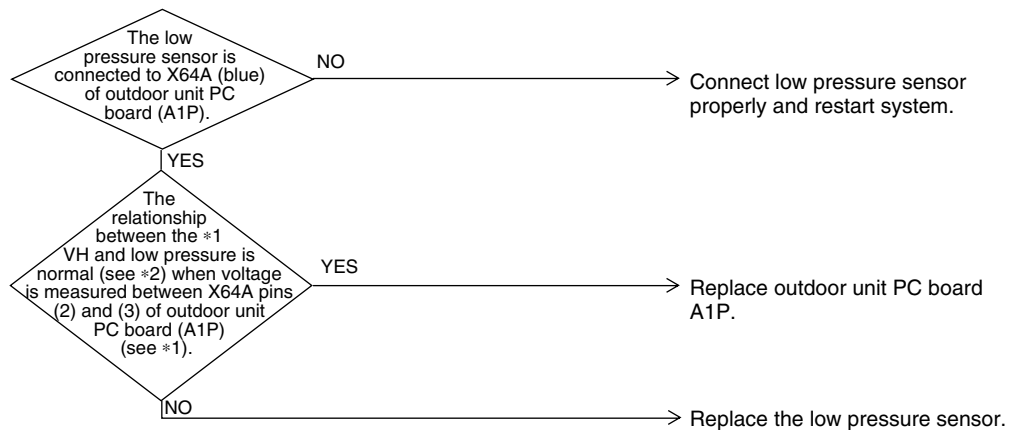 The low
pressure sensor is
connected to X64A (blue)
of outdoor unit PC
board (A1P).
NO
Connect low pressure sensor
properly and restart system.
YES
The
relationship
between the *1
VH and low pressure is
normal (see *2) when voltage
is measured between X64A pins
(2) and (3) of outdoor unit
PC board (A1P)
(see *1).
YES
Replace outdoor unit PC board
A1P.
NO
Replace the low pressure sensor.